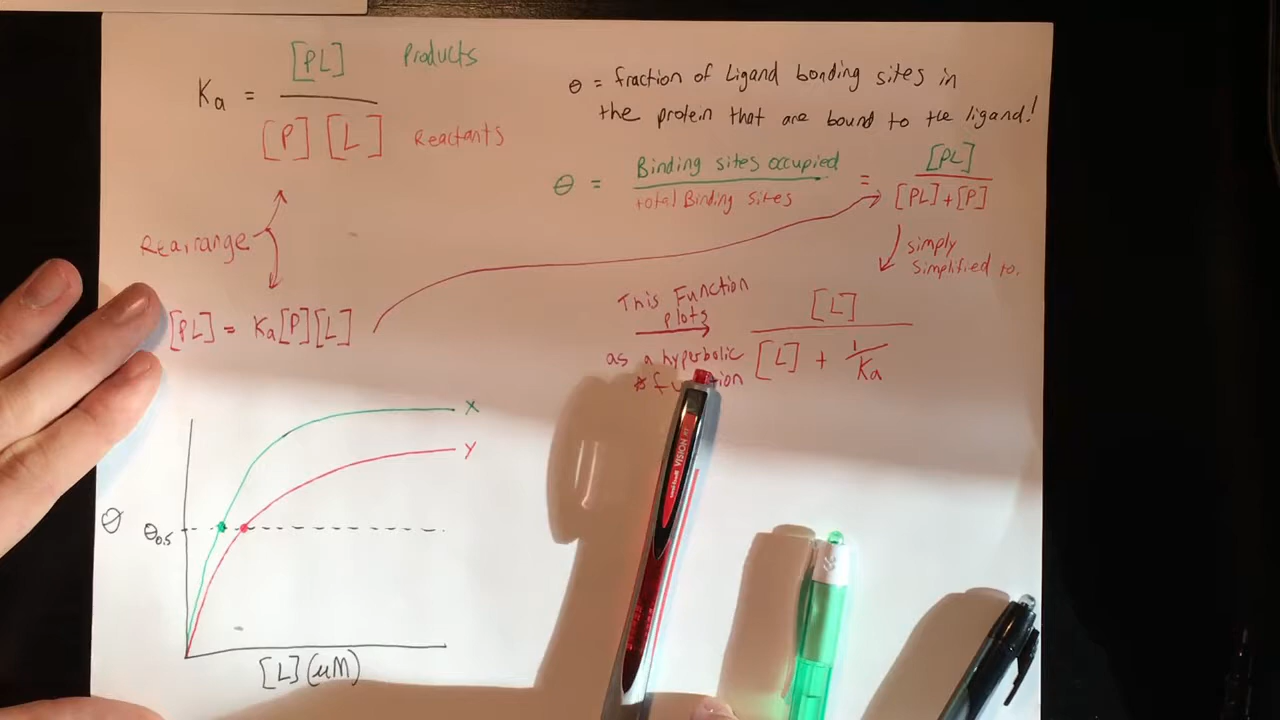 Ka = [PL] Products
[P] [L] Reactants
Rearrange
[PL] = Ka[P][L]
θ = fraction of Ligand bonding sites in
the protein that are bound to the ligand!
θ = Binding sites occupied = [PL]
total Binding Sites [PL]+[P]
simply
simplified to.
This Function
plots
as a hyperbolic
[L]
[L] + 1/Ka
X
Y
θ
θ0.5
[L] (uM)
uni-ball VISION